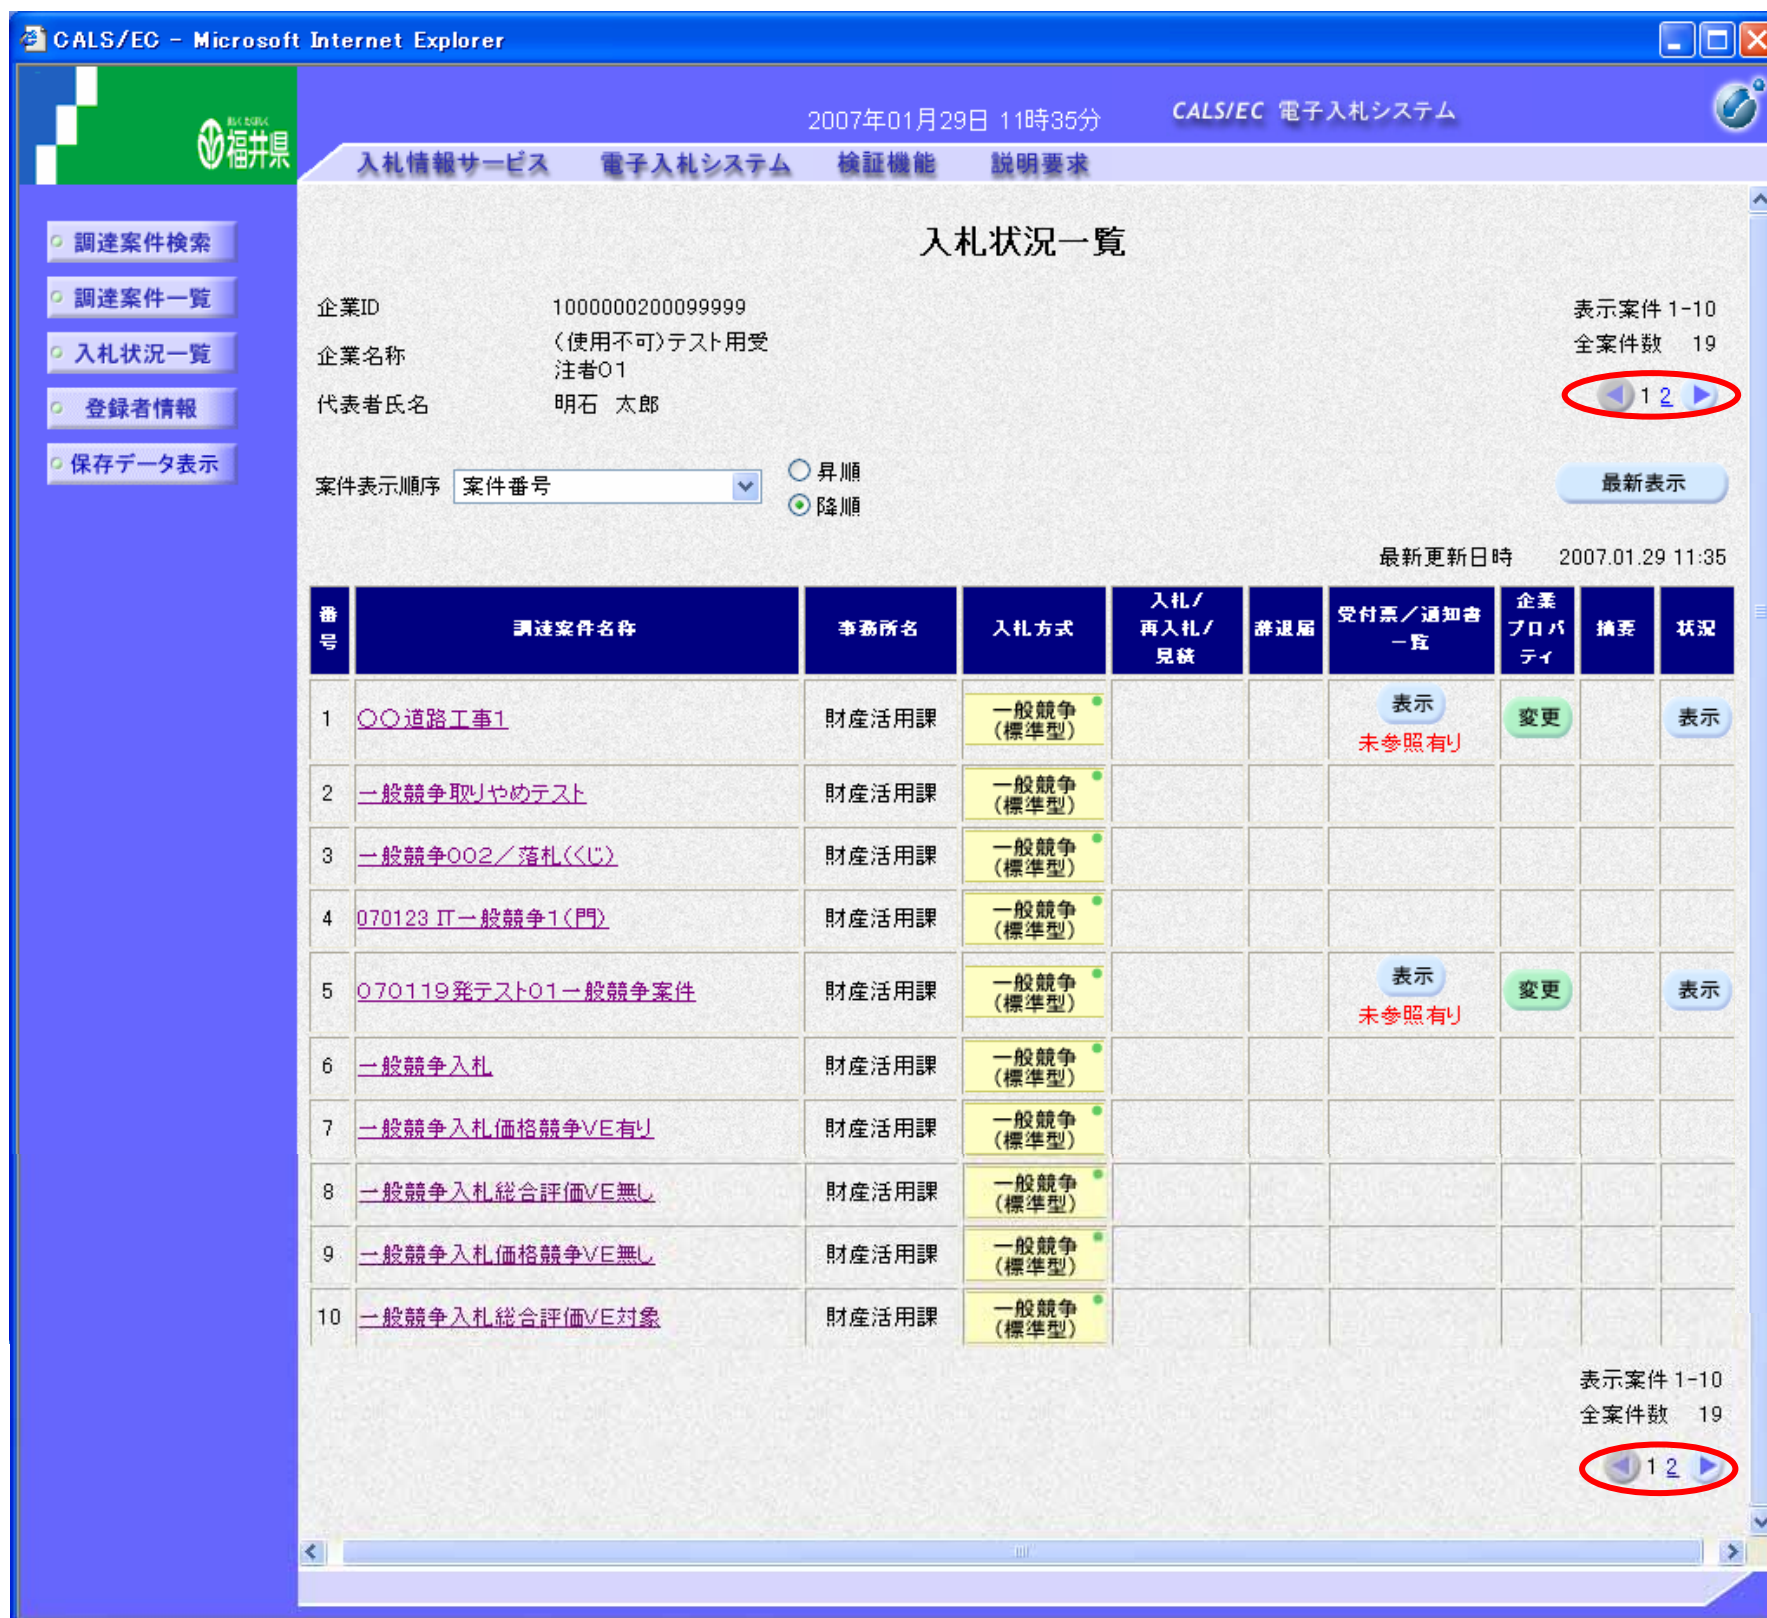 CALS/EC - Microsoft Internet Explorer
福井県
2007年01月29日 11時35分
CALS/EC 電子入札システム
入札情報サービス 電子入札システム 検証機能 説明要求
調達案件検索
調達案件一覧
入札状況一覧
登録者情報
保存データ表示
入札状況一覧
企業ID 1000000200099999
企業名称 (使用不可)テスト用受
注者01
代表者氏名 明石 太郎
表示案件 1-10
全案件数 19
1 2
案件表示順序 案件番号
昇順
降順
最新表示
最新更新日時 2007.01.29 11:35
番
号
調達案件名称
事務所名
入札方式
入札/
再入札/
見積
辞退届
受付票/通知書
一覧
企業
プロパ
ティ
摘要
状況
1 〇〇道路工事1 財産活用課 一般競争
(標準型)
表示
未参照有り
変更
表示
2 一般競争取りやめテスト 財産活用課 一般競争
(標準型)
3 一般競争002/落札(くじ) 財産活用課 一般競争
(標準型)
4 070123 IT一般競争1(門) 財産活用課 一般競争
(標準型)
5 070119発テスト01一般競争案件 財産活用課 一般競争
(標準型)
表示
未参照有り
変更
表示
6 一般競争入札 財産活用課 一般競争
(標準型)
7 一般競争入札価格競争VE有り 財産活用課 一般競争
(標準型)
8 一般競争入札総合評価VE無し 財産活用課 一般競争
(標準型)
9 一般競争入札価格競争VE無し 財産活用課 一般競争
(標準型)
10 一般競争入札総合評価VE対象 財産活用課 一般競争
(標準型)
表示案件 1-10
全案件数 19
1 2